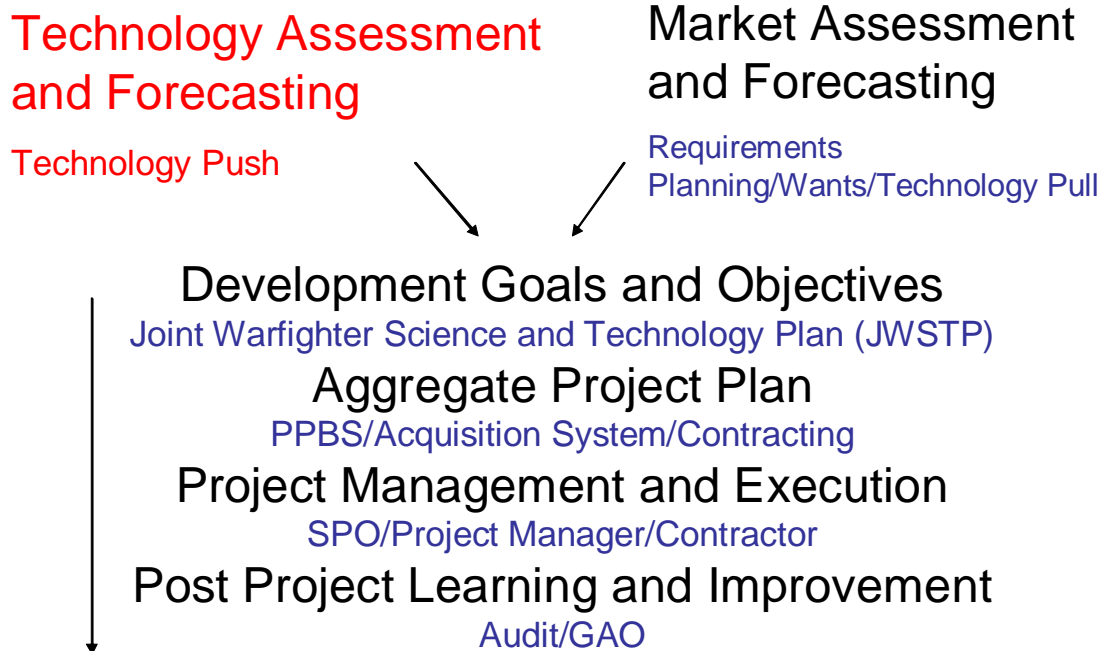 Technology Assessment
and Forecasting
Technology Push
Market Assessment
and Forecasting
Requirements
Planning/Wants/Technology Pull
Development Goals and Objectives
Joint Warfighter Science and Technology Plan (JWSTP)
Aggregate Project Plan
PPBS/Acquisition System/Contracting
Project Management and Execution
SPO/Project Manager/Contractor
Post Project Learning and Improvement
Audit/GAO